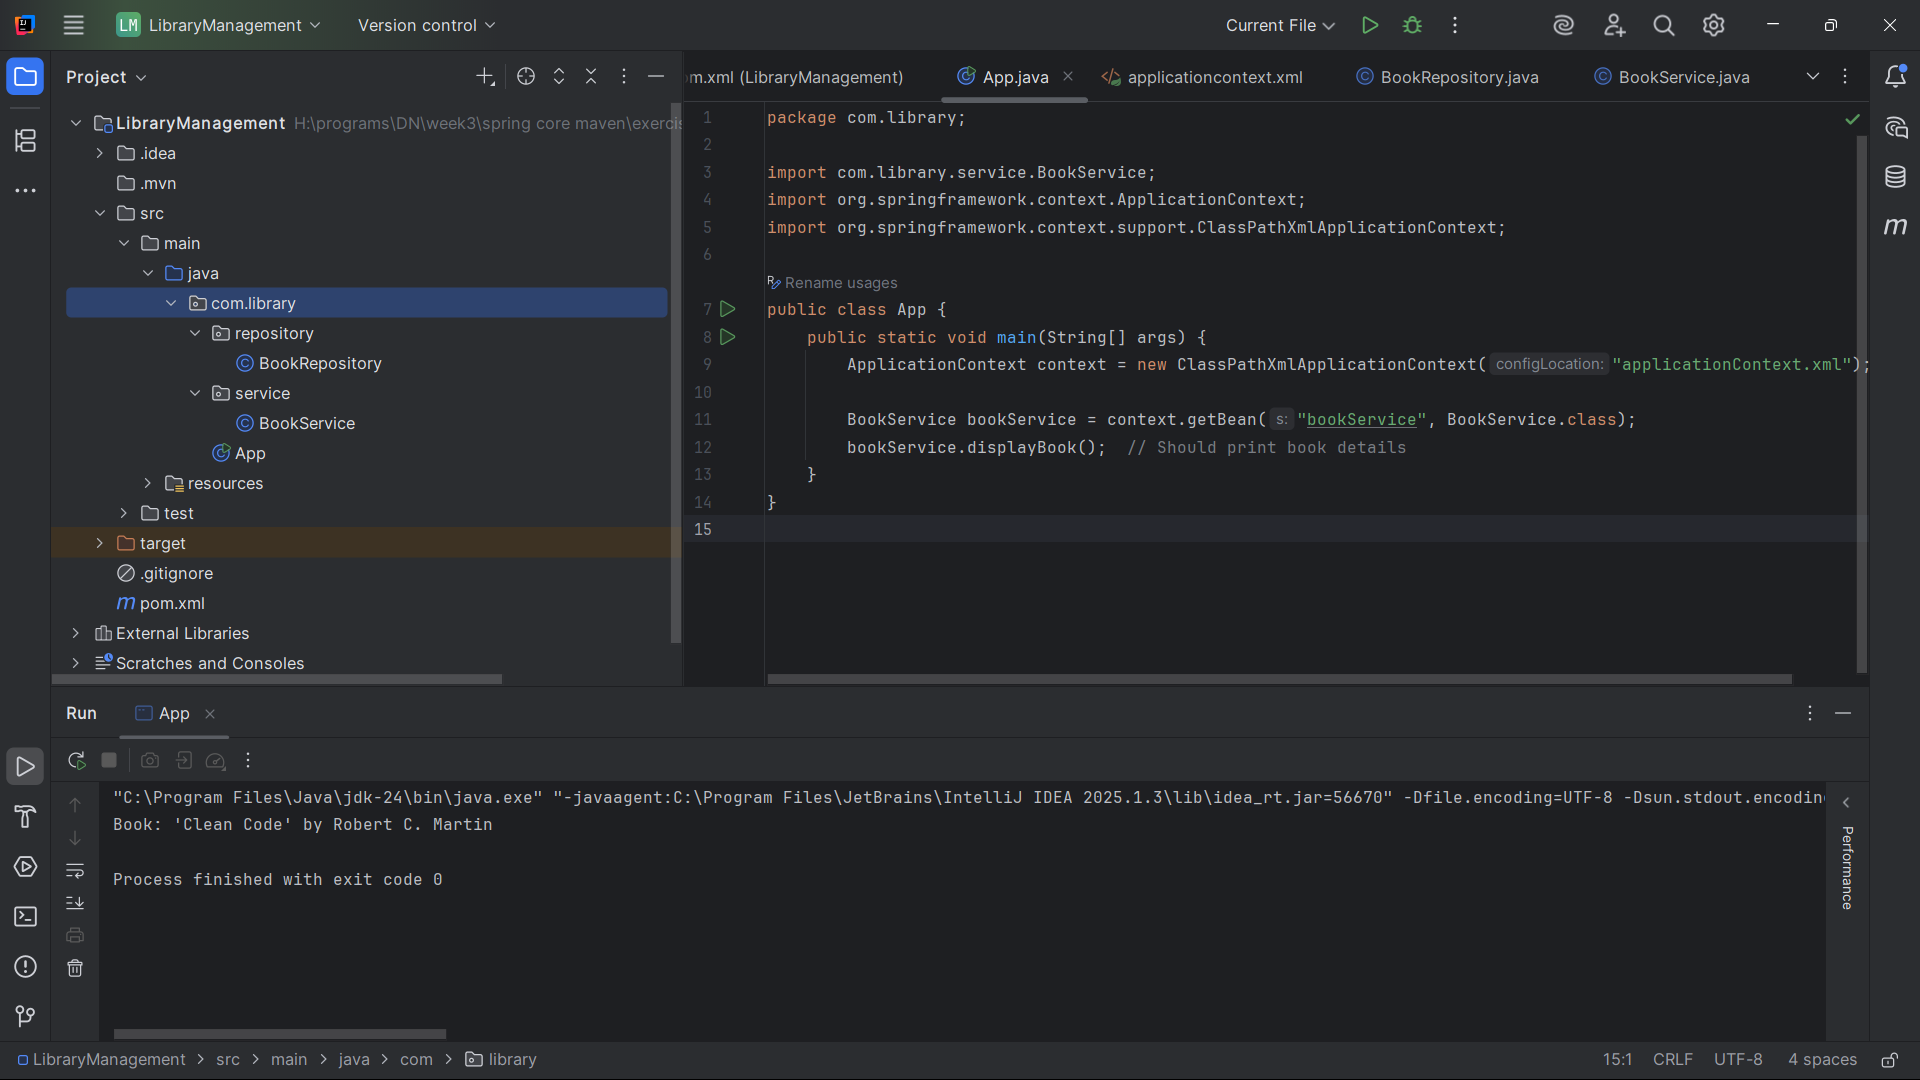 LM LibraryManagement Version control Current File
Project
m.xml (LibraryManagement) App.java applicationcontext.xml BookRepository.java BookService.java
LibraryManagement H:\programs\DN\week3\spring core maven\exercis
.idea
.mvn
src
main
java
com.library
repository
BookRepository
service
BookService
App
resources
test
target
.gitignore
m pom.xml
External Libraries
Scratches and Consoles
1 package com.library;
2
3 import com.library.service.BookService;
4 import org.springframework.context.ApplicationContext;
5 import org.springframework.context.support.ClassPathXmlApplicationContext;
6
Rename usages
7 public class App {
8 public static void main(String[] args) {
9 ApplicationContext context = new ClassPathXmlApplicationContext( configLocation: "applicationContext.xml");
10
11 BookService bookService = context.getBean( s: "bookService", BookService.class);
12 bookService.displayBook(); // Should print book details
13 }
14 }
15
m
Run App
"C:\Program Files\Java\jdk-24\bin\java.exe" "-javaagent:C:\Program Files\JetBrains\IntelliJ IDEA 2025.1.3\lib\idea_rt.jar=56670" -Dfile.encoding=UTF-8 -Dsun.stdout.encodin
Book: 'Clean Code' by Robert C. Martin
Process finished with exit code 0
Performance
LibraryManagement > src > main > java > com > library 15:1 CRLF UTF-8 4 spaces